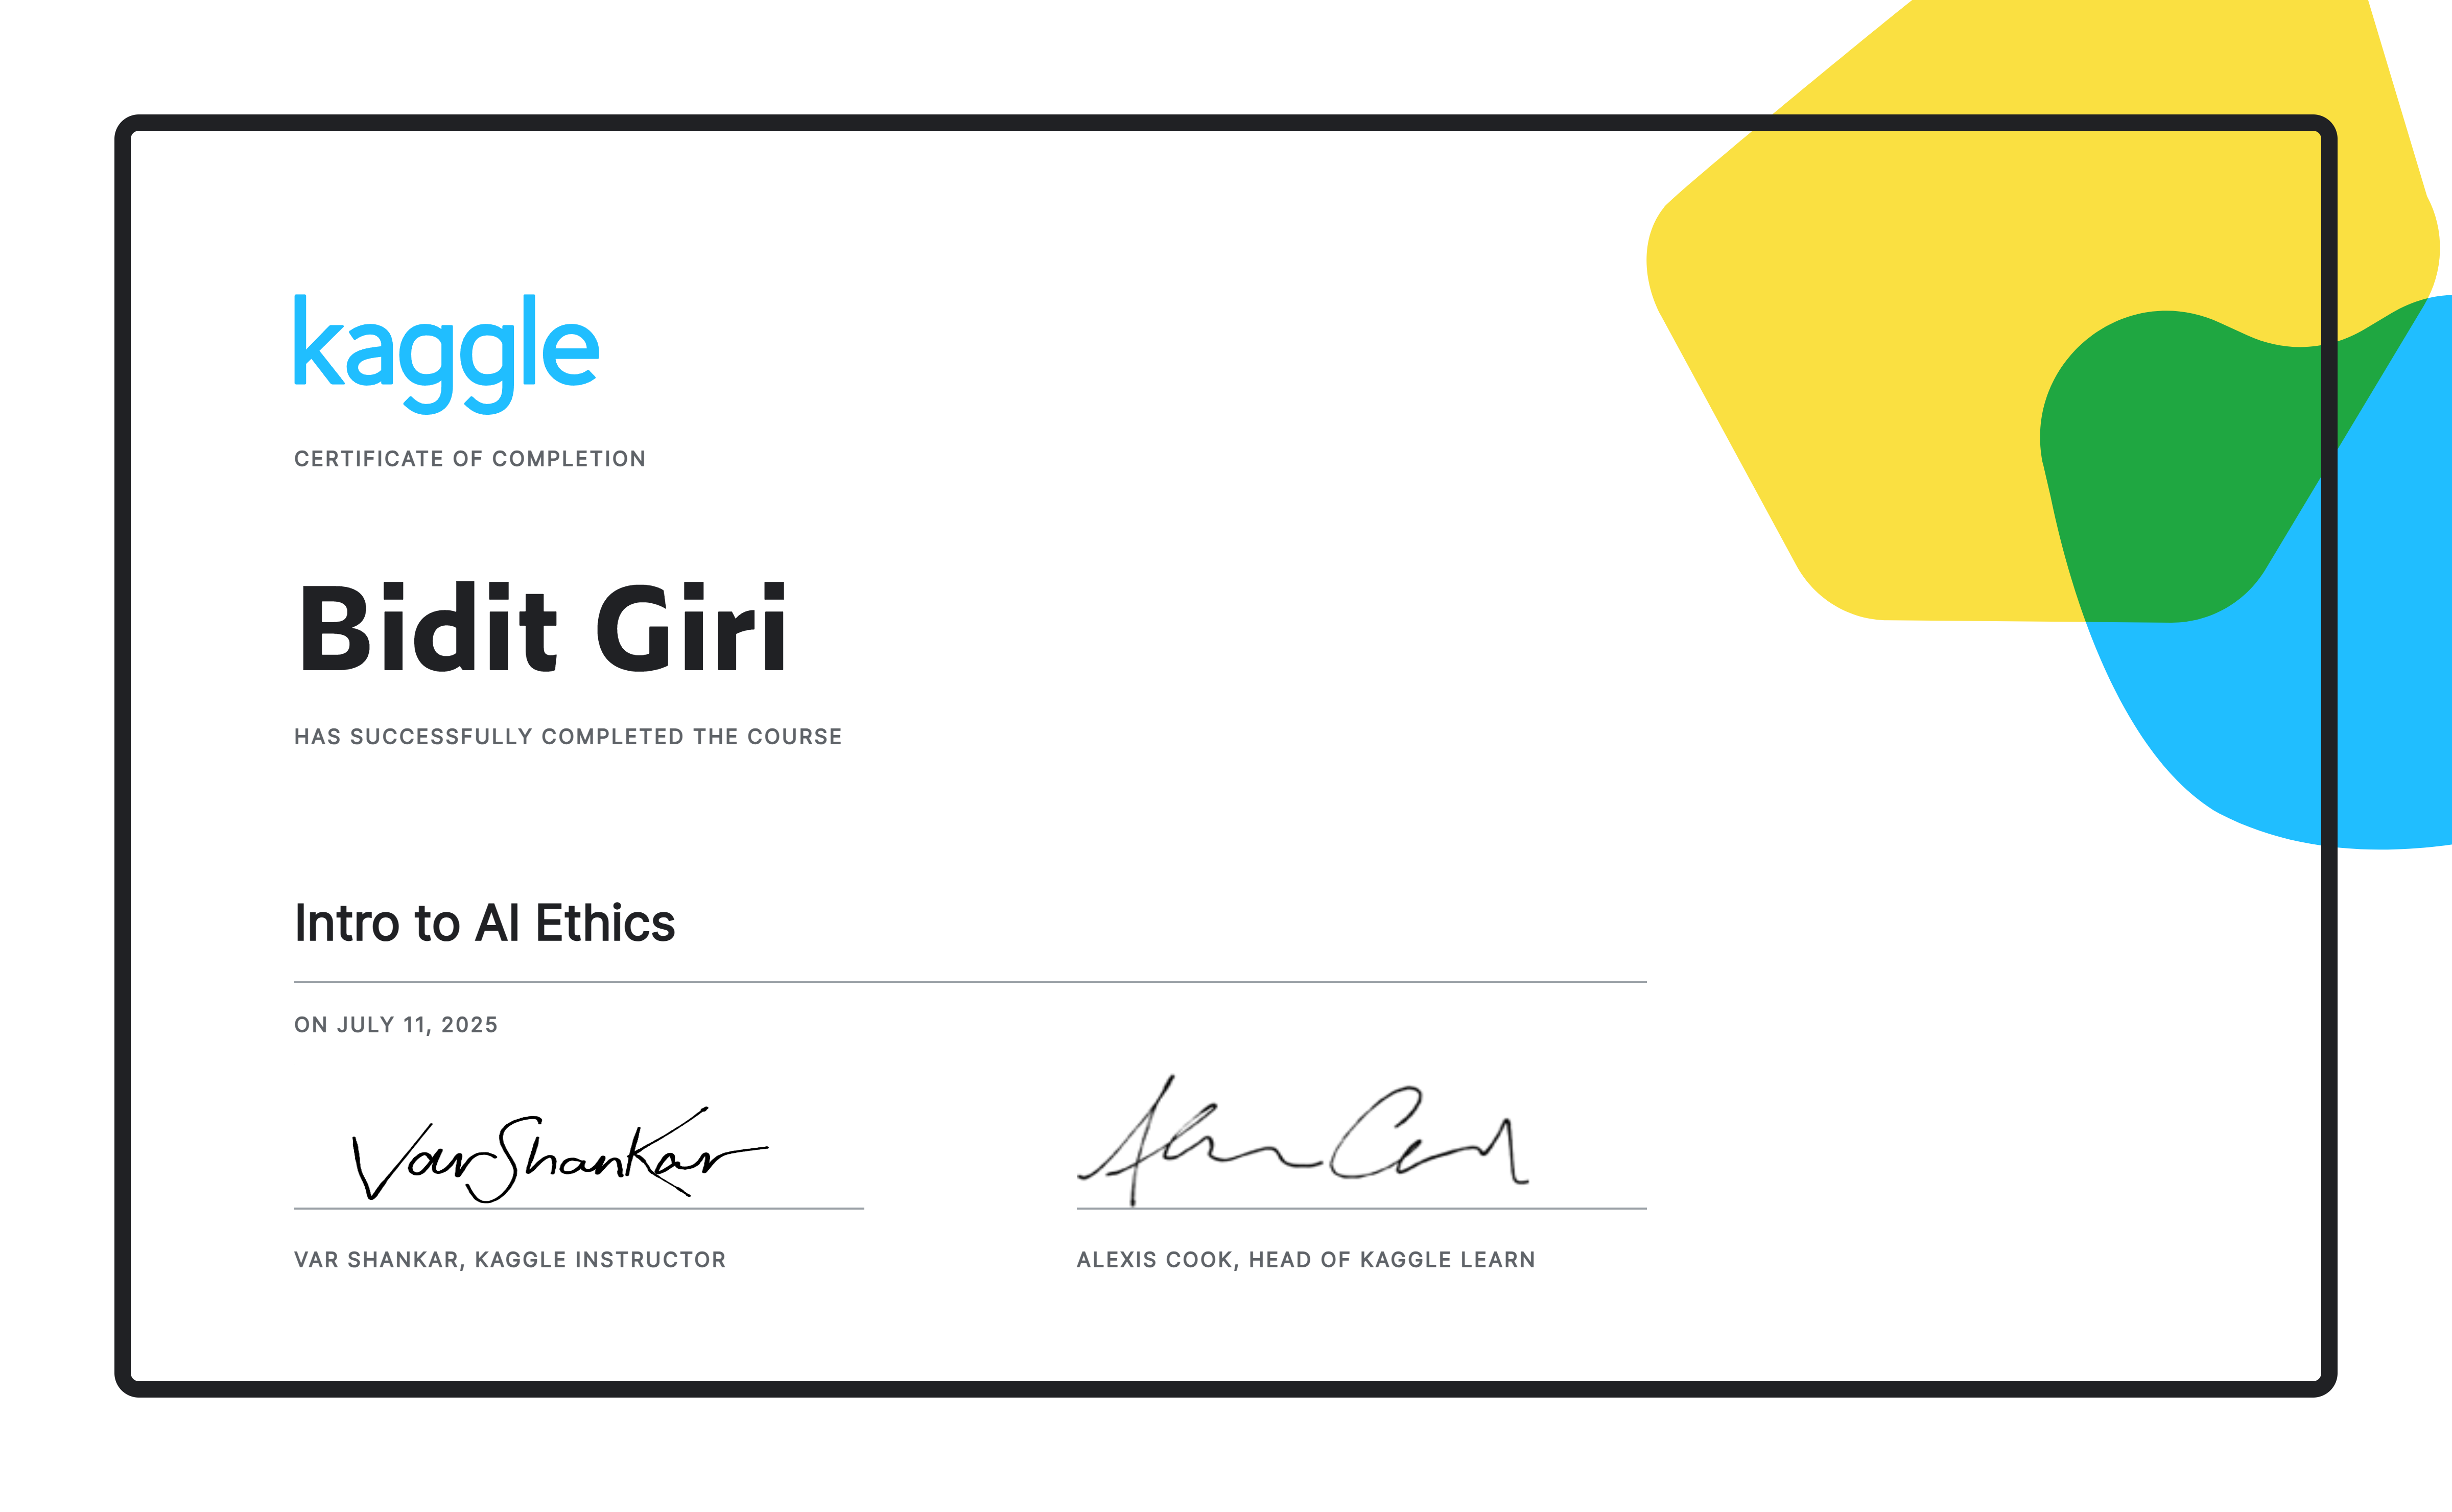 kaggle
CERTIFICATE OF COMPLETION
Bidit Giri
HAS SUCCESSFULLY COMPLETED THE COURSE
Intro to AI Ethics
ON JULY 11, 2025
Var Shankar
VAR SHANKAR, KAGGLE INSTRUCTOR
ALEXIS COOK, HEAD OF KAGGLE LEARN